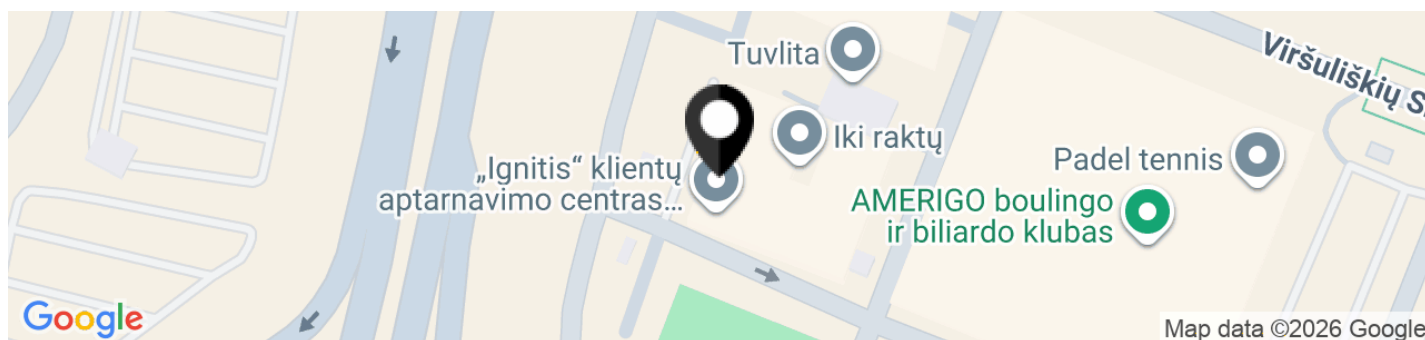 Tuvlita
Viršuliškių S
Iki raktų
„Ignitis“ klientų
aptarnavimo centras...
Padel tennis
AMERIGO boulingo
ir biliardo klubas
Google
Map data ©2026 Google